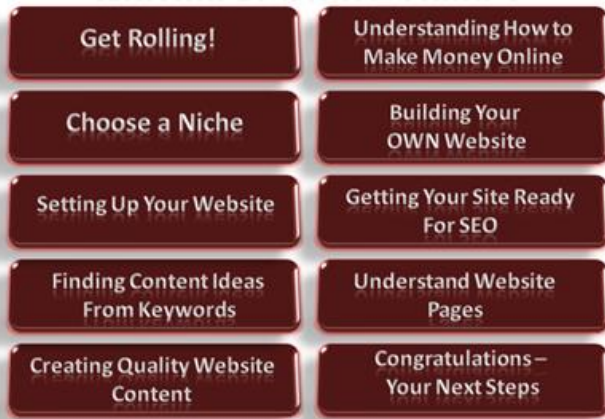 Get Rolling!
Understanding How to
Make Money Online
Choose a Niche
Building Your
OWN Website
Setting Up Your Website
Getting Your Site Ready
For SEO
Finding Content Ideas
From Keywords
Understand Website
Pages
Creating Quality Website
Content
Congratulations –
Your Next Steps